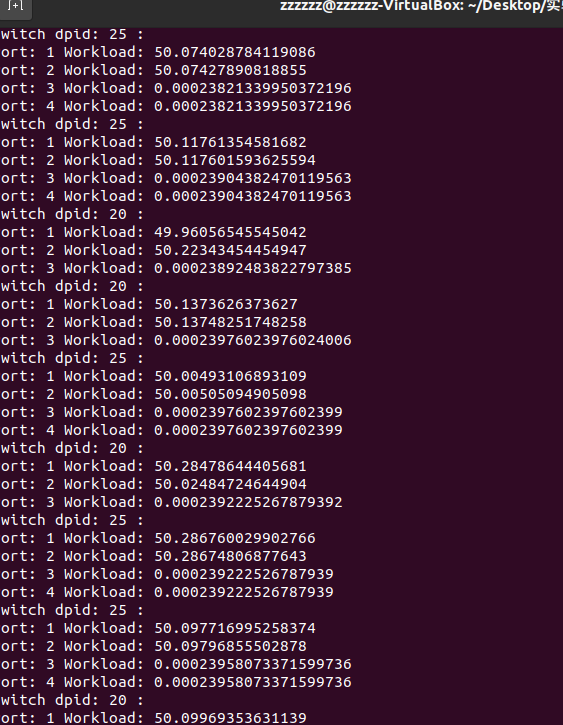 zzzzzz@zzzzzz-VirtualBox: ~/Desktop/实验
witch dpid: 25 :
ort: 1 Workload: 50.074028784119086
ort: 2 Workload: 50.07427890818855
ort: 3 Workload: 0.00023821339950372196
ort: 4 Workload: 0.00023821339950372196
witch dpid: 25 :
ort: 1 Workload: 50.11761354581682
ort: 2 Workload: 50.117601593625594
ort: 3 Workload: 0.00023904382470119563
ort: 4 Workload: 0.00023904382470119563
witch dpid: 20 :
ort: 1 Workload: 49.96056545545042
ort: 2 Workload: 50.22343454454947
ort: 3 Workload: 0.00023892483822797385
witch dpid: 20 :
ort: 1 Workload: 50.1373626373627
ort: 2 Workload: 50.13748251748258
ort: 3 Workload: 0.00023976023976024006
witch dpid: 25 :
ort: 1 Workload: 50.00493106893109
ort: 2 Workload: 50.00505094905098
ort: 3 Workload: 0.0002397602397602399
ort: 4 Workload: 0.0002397602397602399
witch dpid: 20 :
ort: 1 Workload: 50.28478644405681
ort: 2 Workload: 50.02484724644904
ort: 3 Workload: 0.0002392225267879392
witch dpid: 25 :
ort: 1 Workload: 50.286760029902766
ort: 2 Workload: 50.28674806877643
ort: 3 Workload: 0.000239222526787939
ort: 4 Workload: 0.000239222526787939
witch dpid: 25 :
ort: 1 Workload: 50.097716995258374
ort: 2 Workload: 50.09796855502878
ort: 3 Workload: 0.00023958073371599736
ort: 4 Workload: 0.00023958073371599736
witch dpid: 20 :
ort: 1 Workload: 50.09969353631139